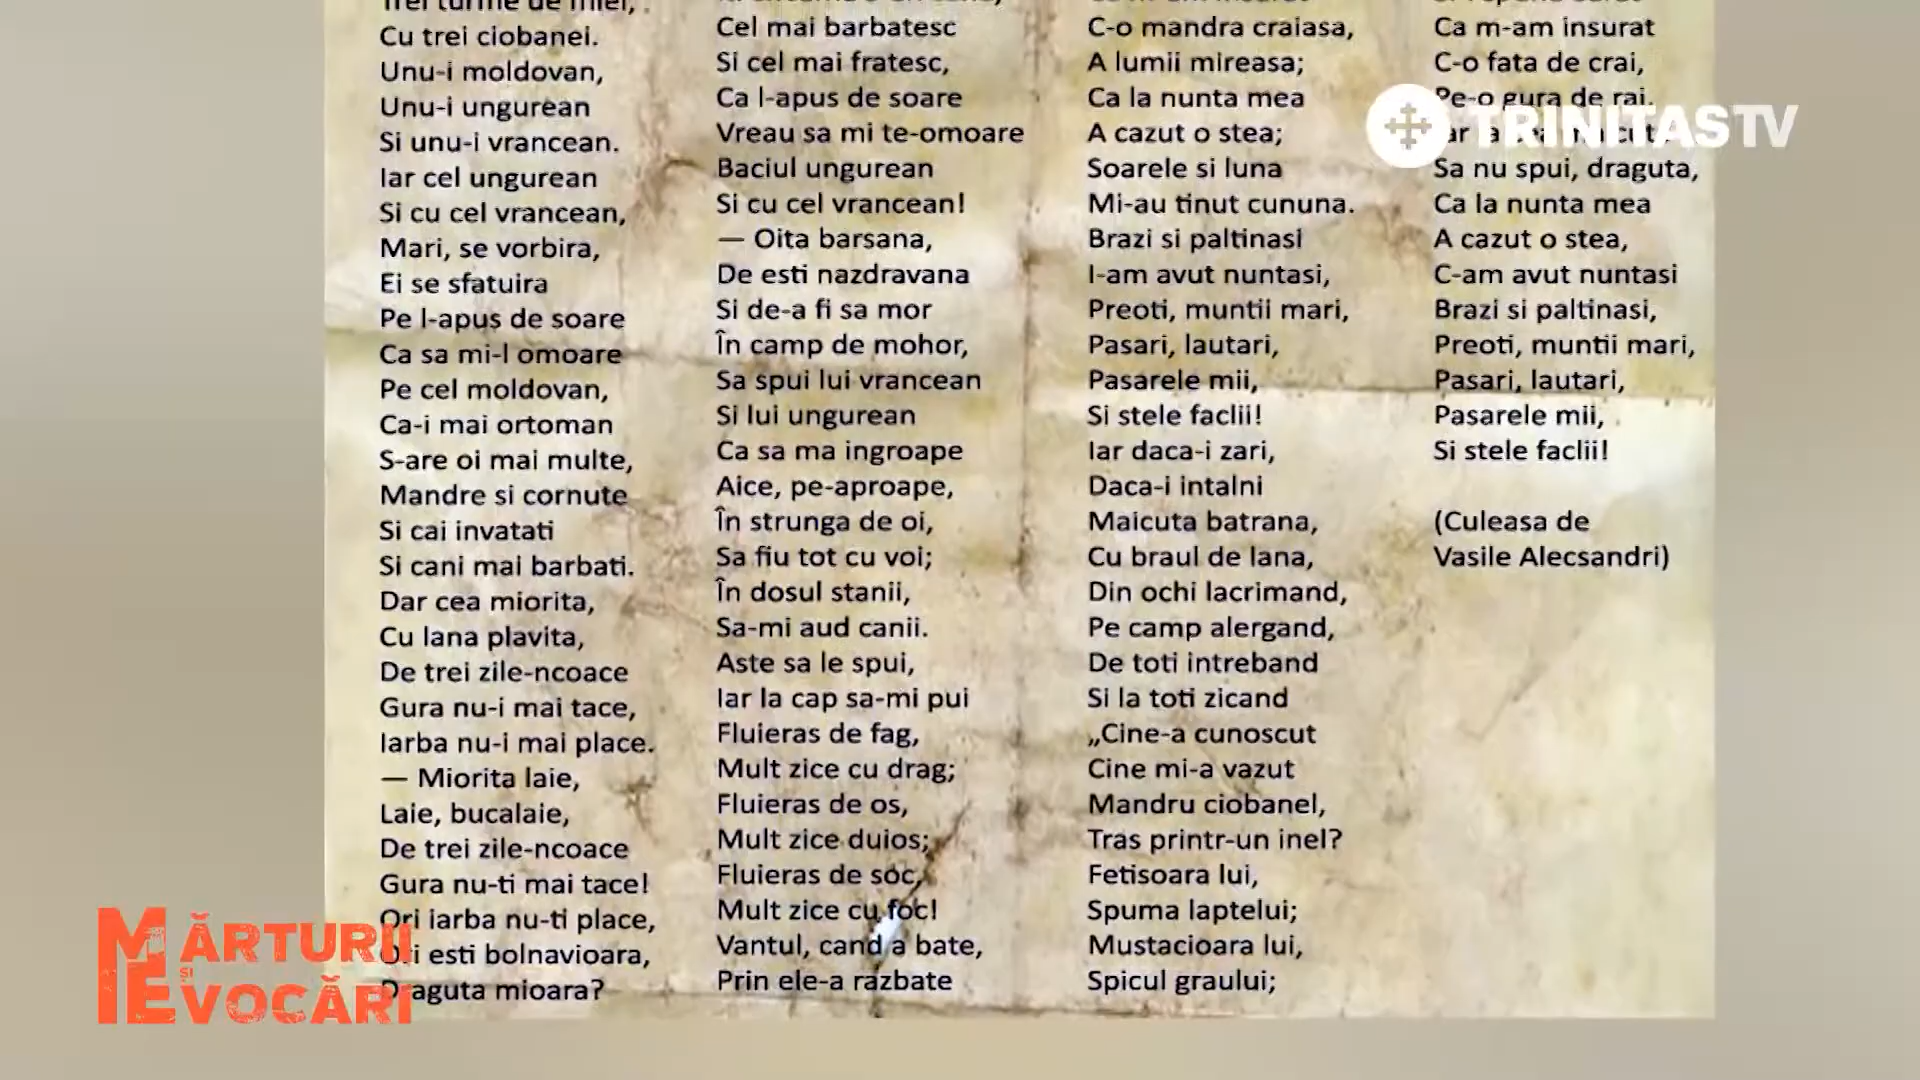 Trei turme de miei,
Cu trei ciobanei.
Unu-i moldovan,
Unu-i ungurean
Si unu-i vrancean.
Iar cel ungurean
Si cu cel vrancean,
Mari, se vorbira,
Ei se sfatuira
Pe l-apus de soare
Ca sa mi-l omoare
Pe cel moldovan,
Ca-i mai ortoman
S-are oi mai multe,
Mandre si cornute
Si cai invatati
Si cani mai barbati.
Dar cea miorita,
Cu lana plavita,
De trei zile-ncoace
Gura nu-i mai tace,
Iarba nu-i mai place.
— Miorita laie,
Laie, bucalaie,
De trei zile-ncoace
Gura nu-ti mai tace!
Ori iarba nu-ti place,
Ori esti bolnavioara,
Draguta mioara?
Cel mai barbatesc
Si cel mai fratesc,
Ca l-apus de soare
Vreau sa mi te-omoare
Baciul ungurean
Si cu cel vrancean!
— Oita barsana,
De esti nazdravana
Si de-a fi sa mor
În camp de mohor,
Sa spui lui vrancean
Si lui ungurean
Ca sa ma ingroape
Aice, pe-aproape,
În strunga de oi,
Sa fiu tot cu voi;
În dosul stanii,
Sa-mi aud canii.
Aste sa le spui,
Iar la cap sa-mi pui
Fluieras de fag,
Mult zice cu drag;
Fluieras de os,
Mult zice duios;
Fluieras de soc,
Mult zice cu foc!
Vantul, cand a bate,
Prin ele-a razbate
C-o mandra craiasa,
A lumii mireasa;
Ca la nunta mea
A cazut o stea;
Soarele si luna
Mi-au tinut cununa.
Brazi si paltinasi
I-am avut nuntasi,
Preoti, muntii mari,
Pasari, lautari,
Pasarele mii,
Si stele faclii!
Iar daca-i zari,
Daca-i intalni
Maicuta batrana,
Cu braul de lana,
Din ochi lacrimand,
Pe camp alergand,
De toti intreband
Si la toti zicand
„Cine-a cunoscut
Cine mi-a vazut
Mandru ciobanel,
Tras printr-un inel?
Fetisoara lui,
Spuma laptelui;
Mustacioara lui,
Spicul graului;
Ca m-am insurat
C-o fata de crai,
Pe-o gura de rai.
Sa nu spui, draguta,
Ca la nunta mea
A cazut o stea,
C-am avut nuntasi
Brazi si paltinasi,
Preoti, muntii mari,
Pasari, lautari,
Pasarele mii,
Si stele faclii!
(Culeasa de
Vasile Alecsandri)
TRINITAS TV
MĂRTURII
ȘI
EVOCĂRI